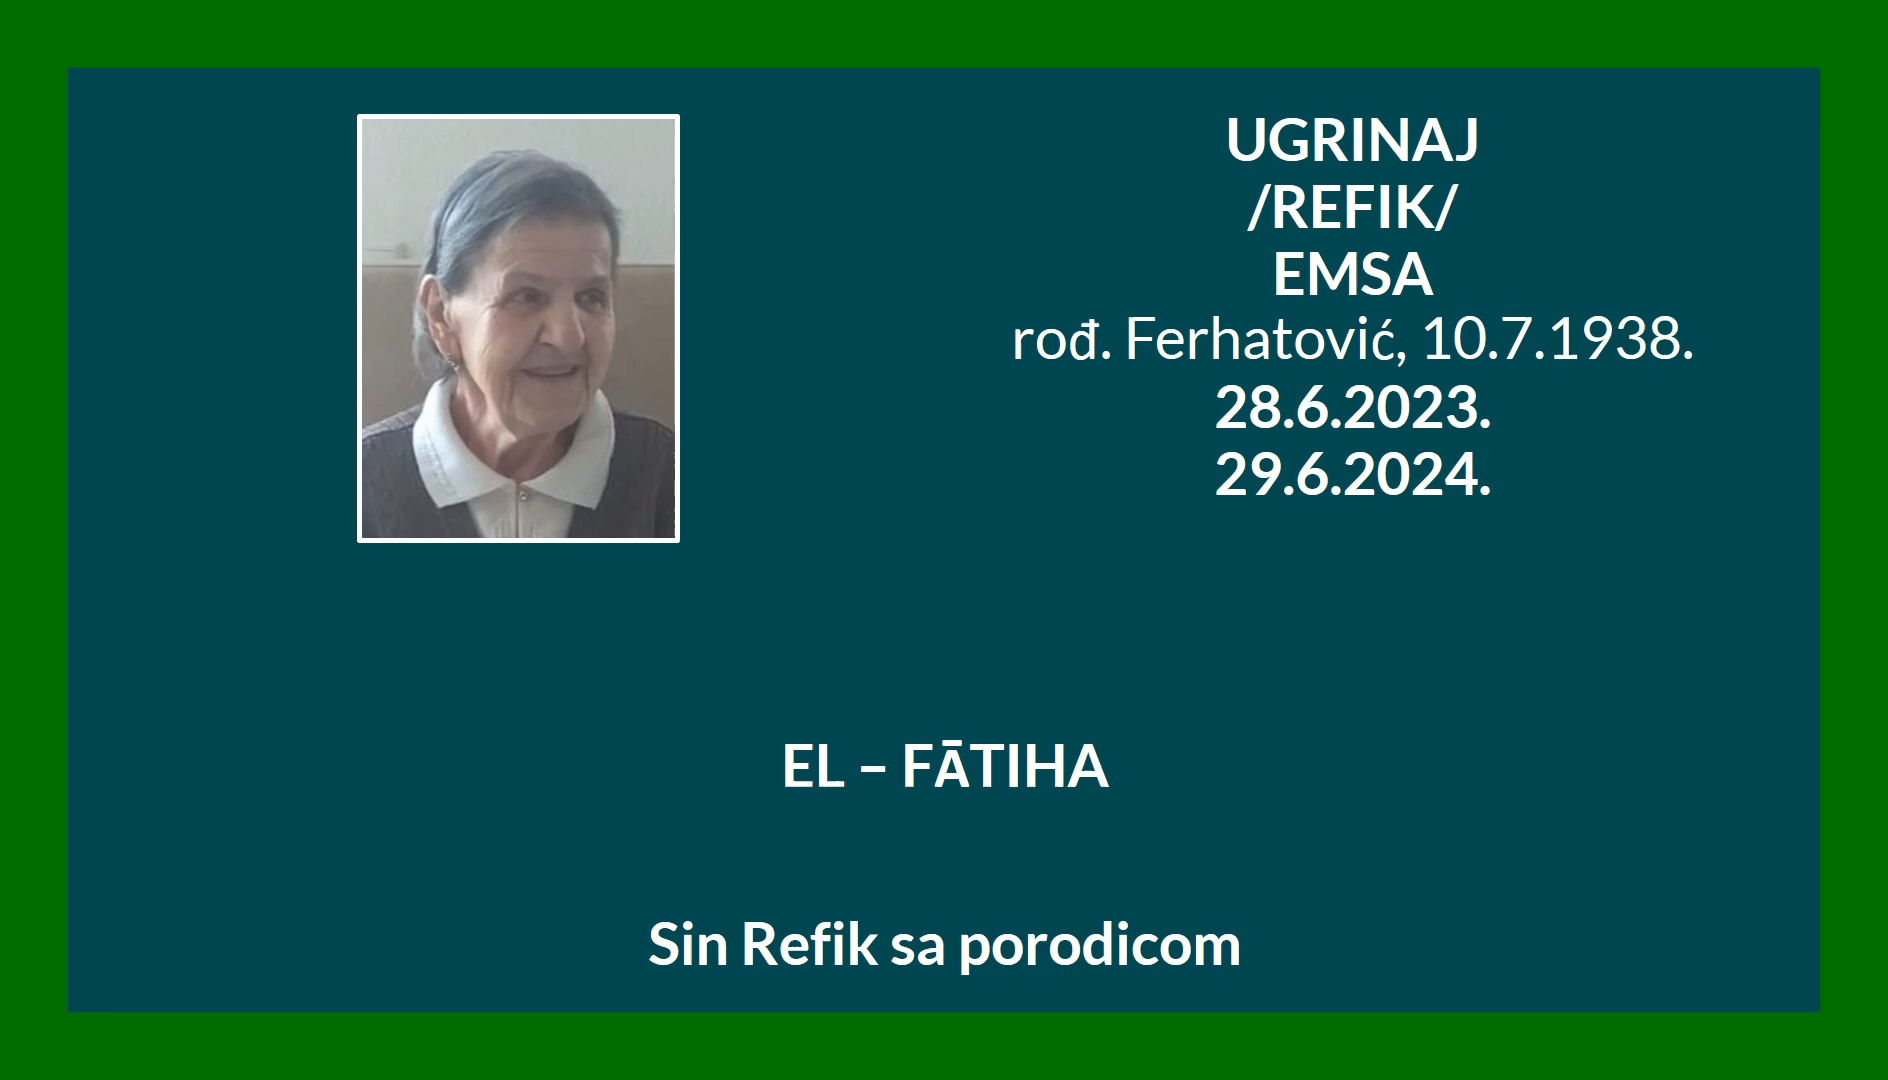 UGRINAJ
/REFIK/
EMSA
rođ. Ferhatović, 10.7.1938.
28.6.2023.
29.6.2024.
EL – FĀTIHA
Sin Refik sa porodicom